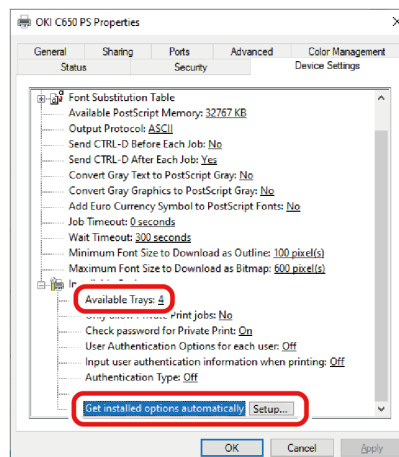 OKI C650 PS Properties
General Sharing Ports Advanced Color Management
Status Security Device Settings
Font Substitution Table
Available PostScript Memory: 32767 KB
Output Protocol: ASCII
Send CTRL-D Before Each Job: No
Send CTRL-D After Each Job: Yes
Convert Gray Text to PostScript Gray: No
Convert Gray Graphics to PostScript Gray: No
Add Euro Currency Symbol to PostScript Fonts: No
Job Timeout: 0 seconds
Wait Timeout: 300 seconds
Minimum Font Size to Download as Outline: 100 pixel(s)
Maximum Font Size to Download as Bitmap: 600 pixel(s)
Available Trays: 4
Only allow Private Print jobs: No
Check password for Private Print: On
User Authentication Options for each user: Off
Input user authentication information when printing: Off
Authentication Type: Off
Get installed options automatically Setup...
OK Cancel Apply